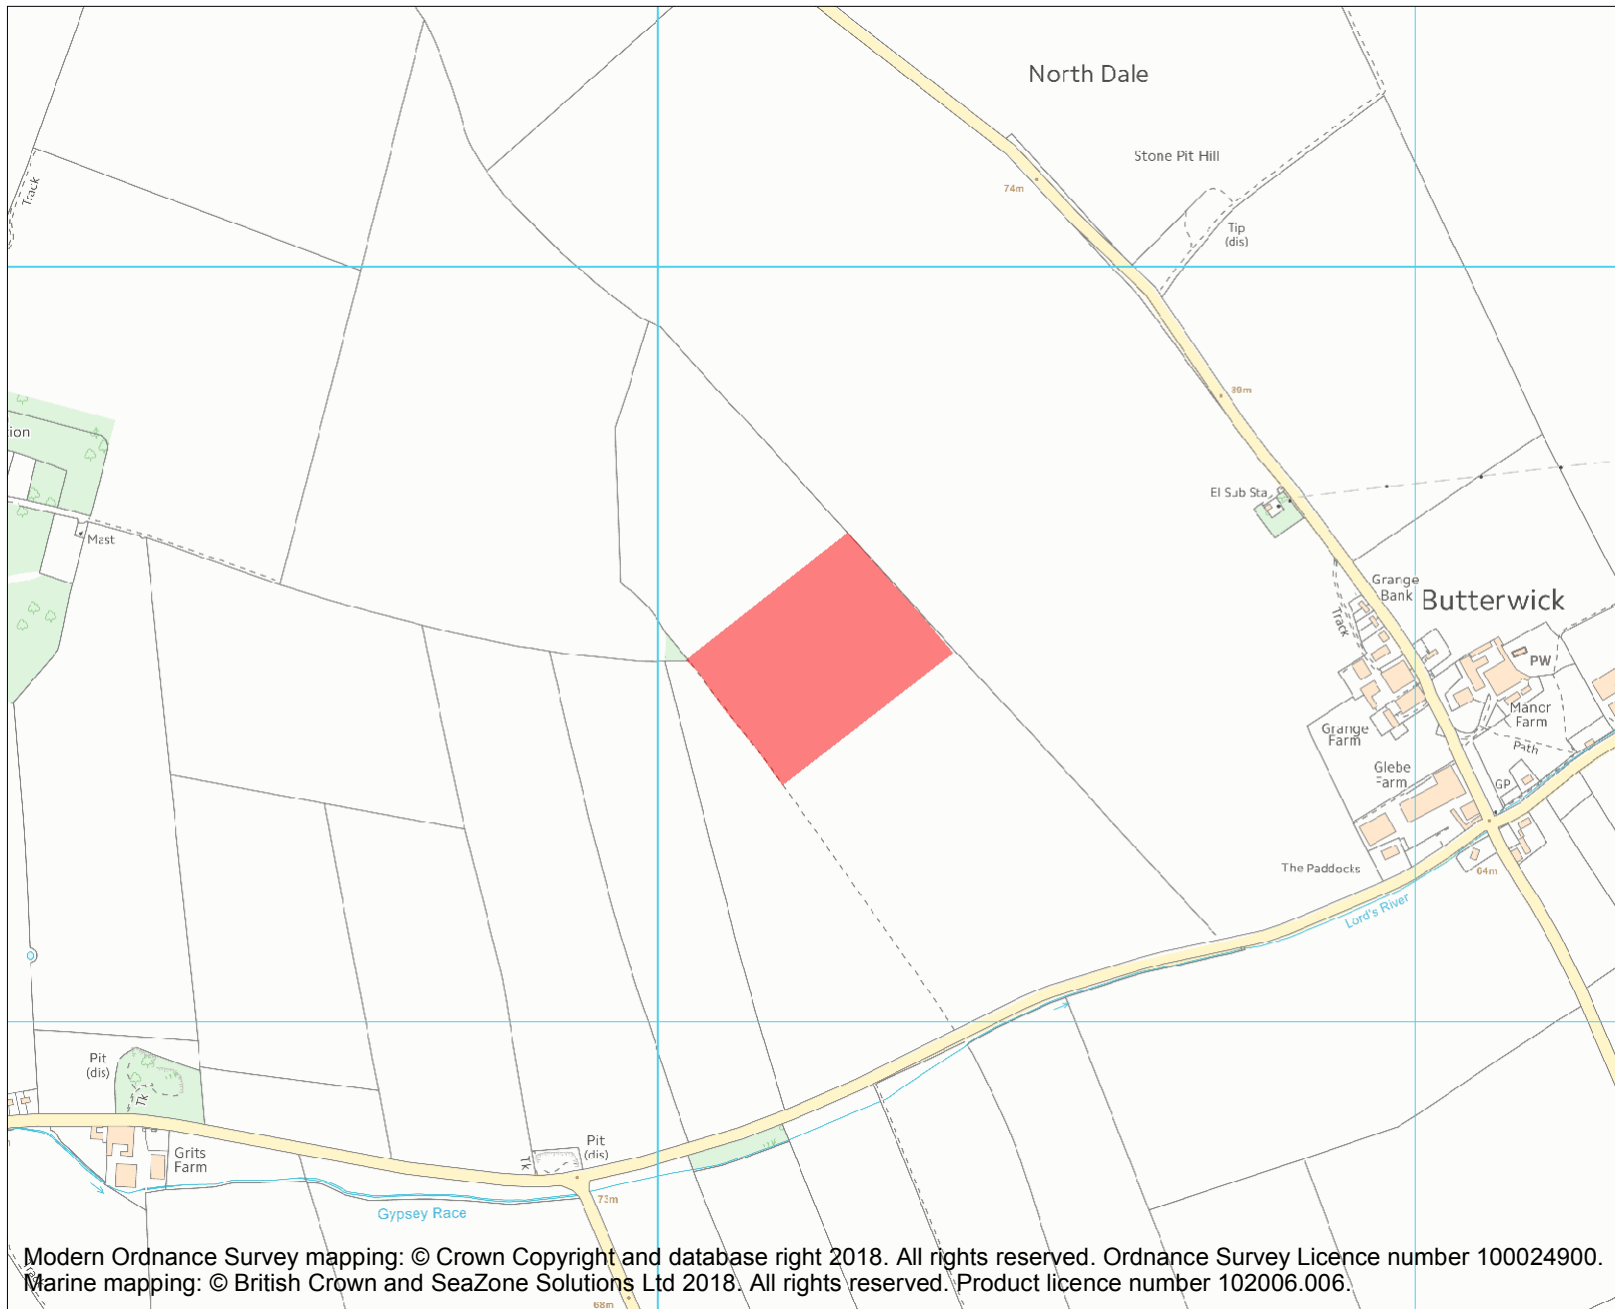 North Dale
Stone Pit Hill
74m
Track
Tip
(dis)
80m
ion
El Sub Sta
Mast
Grange
Bank
Butterwick
Track
PW
Manor
Farm
Grange
Farm
Path
Glebe
Farm
GP
The Paddocks
64m
Lord's River
Pit
(dis)
Tk
Pit
(dis)
Tk
Grits
Farm
73m
Gypsey Race
Modern Ordnance Survey mapping: © Crown Copyright and database right 2018. All rights reserved. Ordnance Survey Licence number 100024900.
Marine mapping: © British Crown and SeaZone Solutions Ltd 2018. All rights reserved. Product licence number 102006.006.
68m